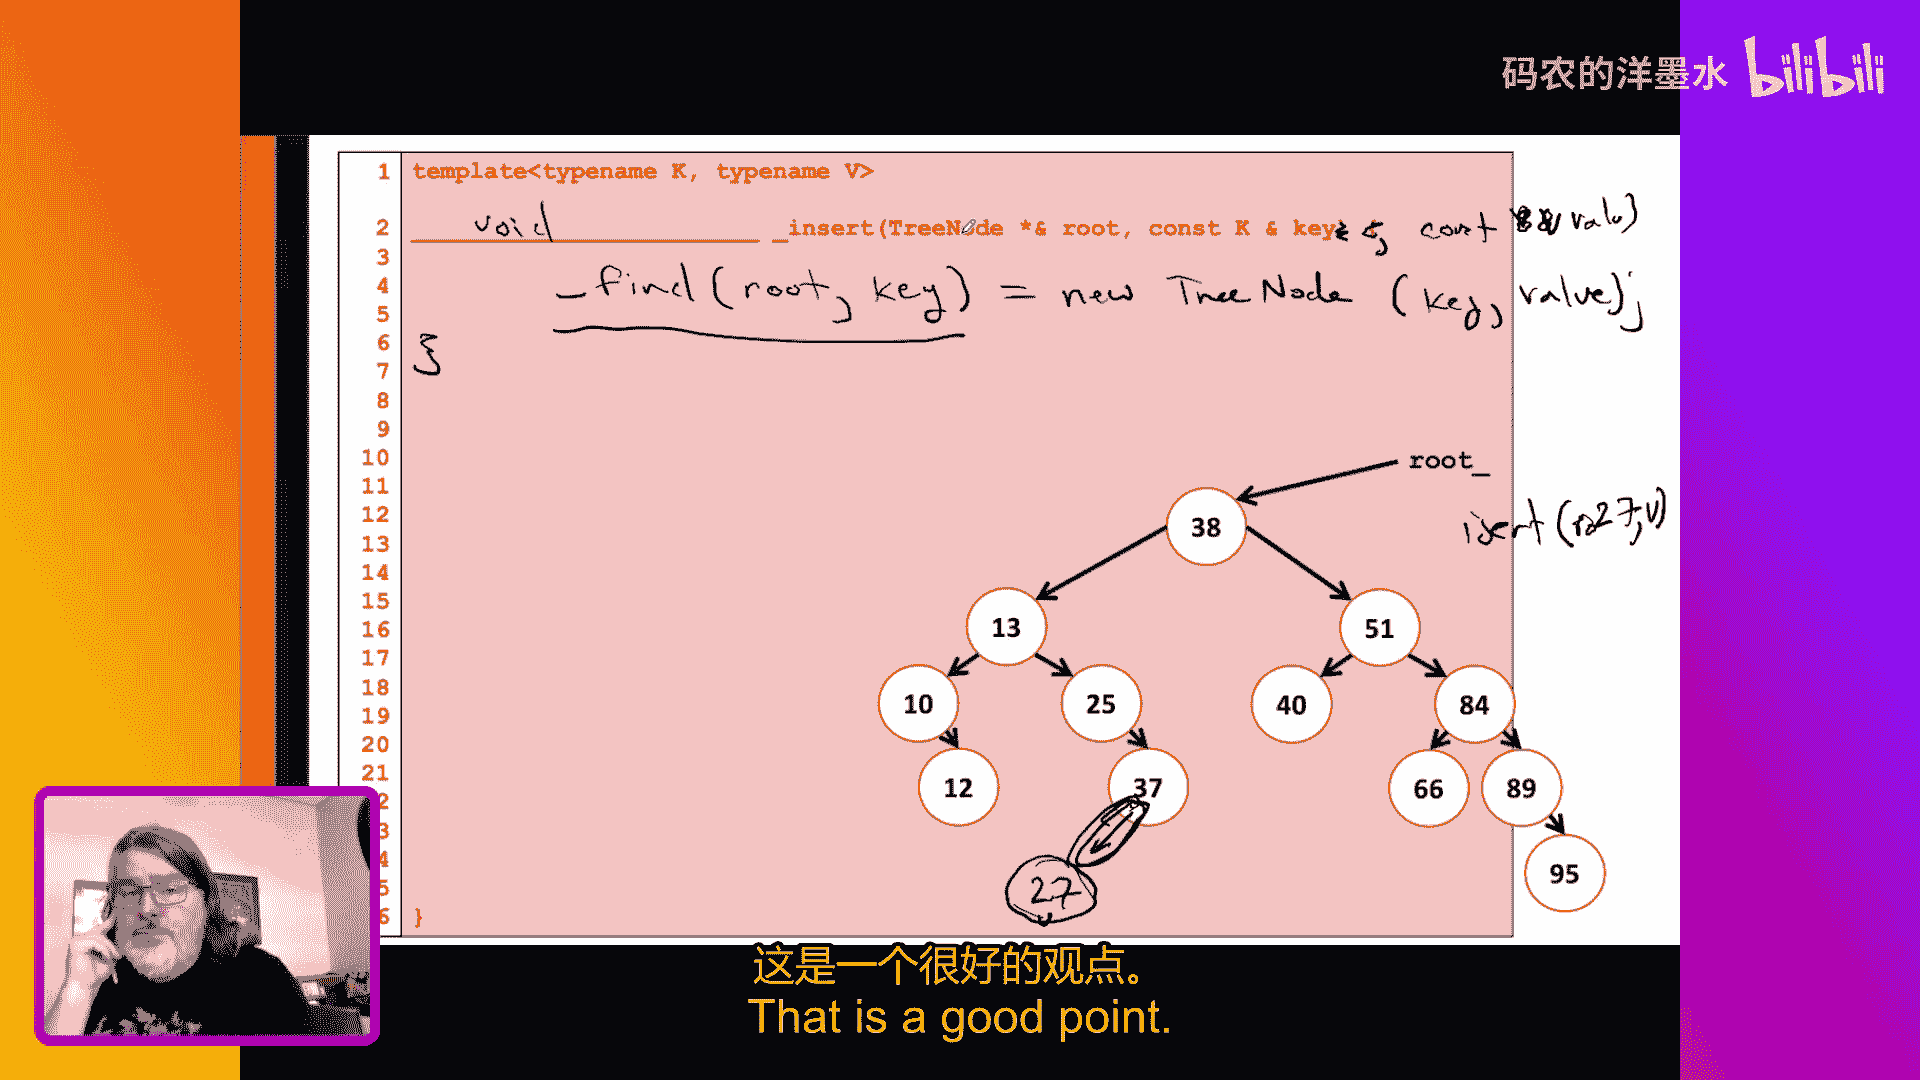 码农的洋墨水 bilibili
1 template<typename K, typename V>
2 void _insert(TreeNode *& root, const K & key, const value)
3
4 _find(root, key) = new TreeNode (key, value);
5
6 }
7
8
9
10 root_
11
12 38 insert(27,v)
13
14
15
16 13 51
17
18
19 10 25 40 84
20
21
12 37 66 89
95
27
6 }
这是一个很好的观点。
That is a good point.